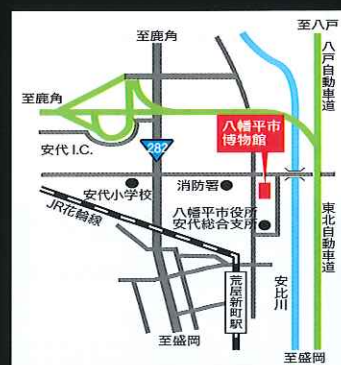 至八戸
八戸自動車道
至鹿角
至鹿角
282
八幡平市
博物館
安代I.C.
安代小学校
消防署
八幡平市役所
安代総合支所
JR花輪線
荒屋新町駅
安比川
東北自動車道
至盛岡
至盛岡